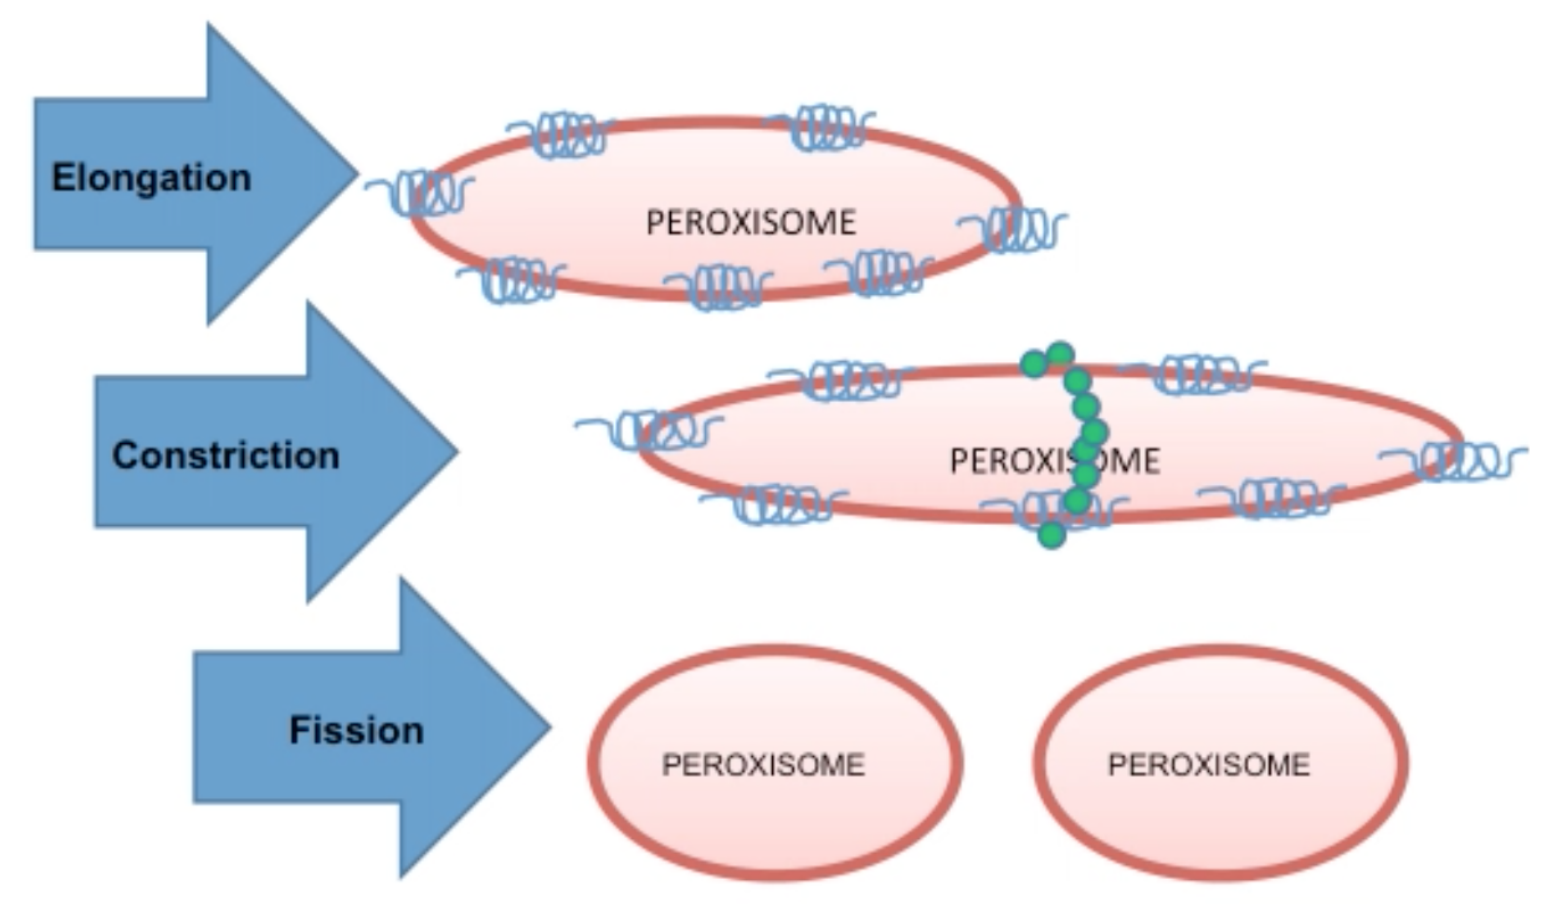 Elongation
PEROXISOME
Constriction
PEROXISOME
Fission
PEROXISOME
PEROXISOME